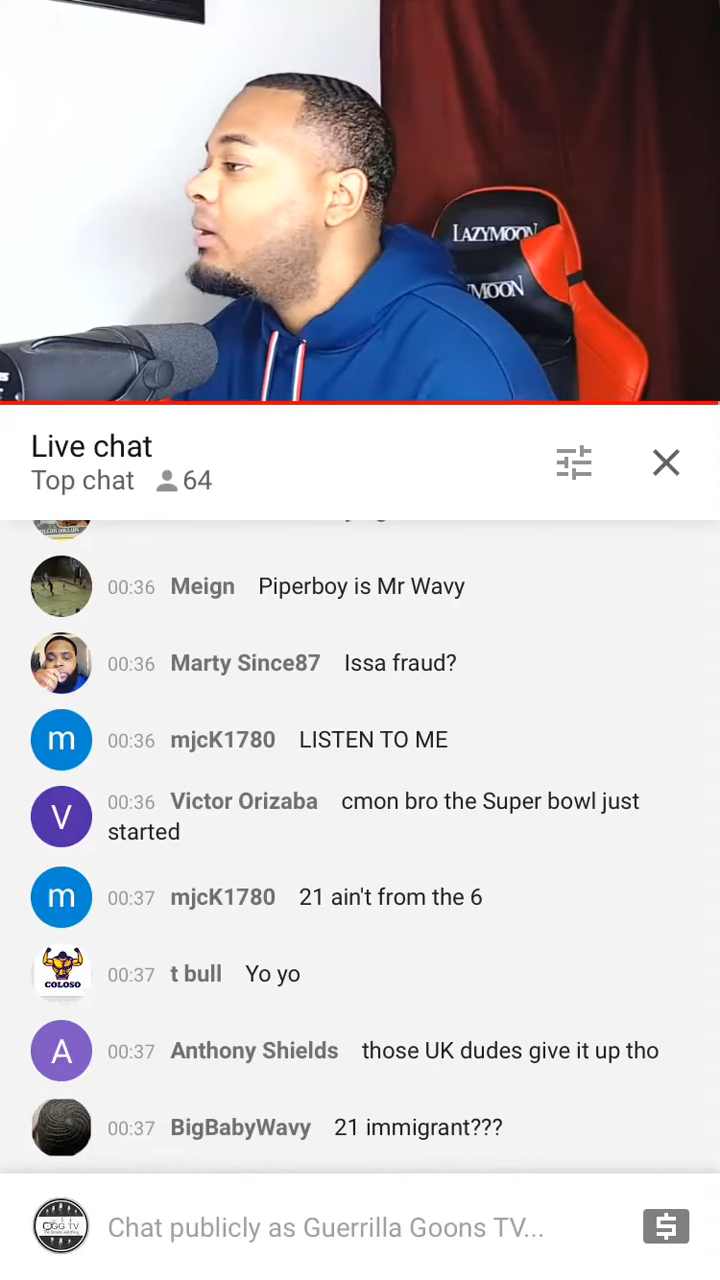 LAZYMOON
MOON
Live chat
Top chat 64
00:36 Meign Piperboy is Mr Wavy
00:36 Marty Since87 Issa fraud?
00:36 mjcK1780 LISTEN TO ME
00:36 Victor Orizaba cmon bro the Super bowl just
started
00:37 mjcK1780 21 ain't from the 6
00:37 t bull Yo yo
COLOSO
00:37 Anthony Shields those UK dudes give it up tho
00:37 BigBabyWavy 21 immigrant???
Chat publicly as Guerrilla Goons TV...